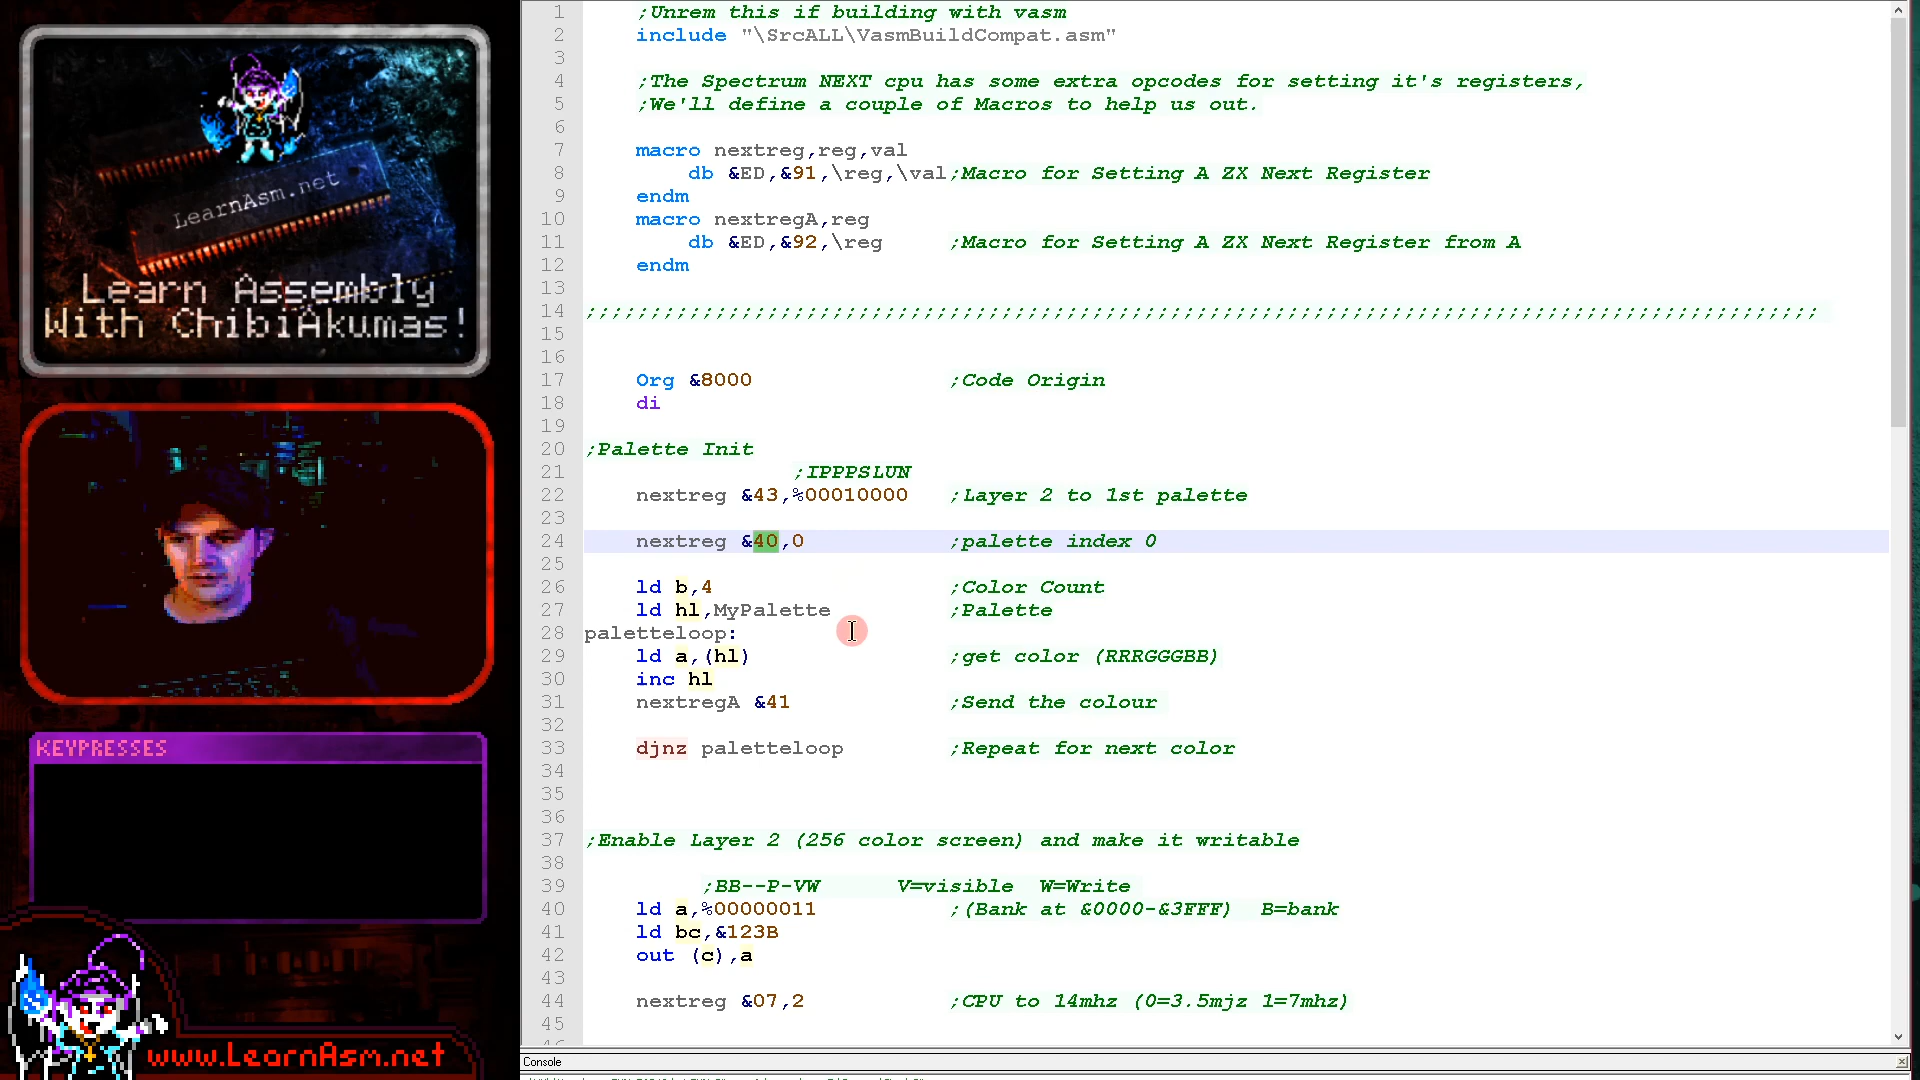 LearnAsm.net
Learn Assembly
With ChibiAkumas!
KEYPRESSES
www.LearnAsm.net
1 ;Unrem this if building with vasm
2 include "\SrcALL\VasmBuildCompat.asm"
3
4 ;The Spectrum NEXT cpu has some extra opcodes for setting it's registers,
5 ;We'll define a couple of Macros to help us out.
6
7 macro nextreg,reg,val
8 db &ED,&91,\reg,\val;Macro for Setting A ZX Next Register
9 endm
10 macro nextregA,reg
11 db &ED,&92,\reg ;Macro for Setting A ZX Next Register from A
12 endm
13
14 ;;;;;;;;;;;;;;;;;;;;;;;;;;;;;;;;;;;;;;;;;;;;;;;;;;;;;;;;;;;;;;;;;;;;;;;;;;;;;;;;;;;;;;;;;;;;;;;
15
16
17 Org &8000 ;Code Origin
18 di
19
20 ;Palette Init
21 ;IPPPSLUN
22 nextreg &43,%00010000 ;Layer 2 to 1st palette
23
24 nextreg &40,0 ;palette index 0
25
26 ld b,4 ;Color Count
27 ld hl,MyPalette ;Palette
28 paletteloop:
29 ld a,(hl) ;get color (RRRGGGBB)
30 inc hl
31 nextregA &41 ;Send the colour
32
33 djnz paletteloop ;Repeat for next color
34
35
36
37 ;Enable Layer 2 (256 color screen) and make it writable
38
39 ;BB--P-VW V=visible W=Write
40 ld a,%00000011 ;(Bank at &0000-&3FFF) B=bank
41 ld bc,&123B
42 out (c),a
43
44 nextreg &07,2 ;CPU to 14mhz (0=3.5mjz 1=7mhz)
45
Console